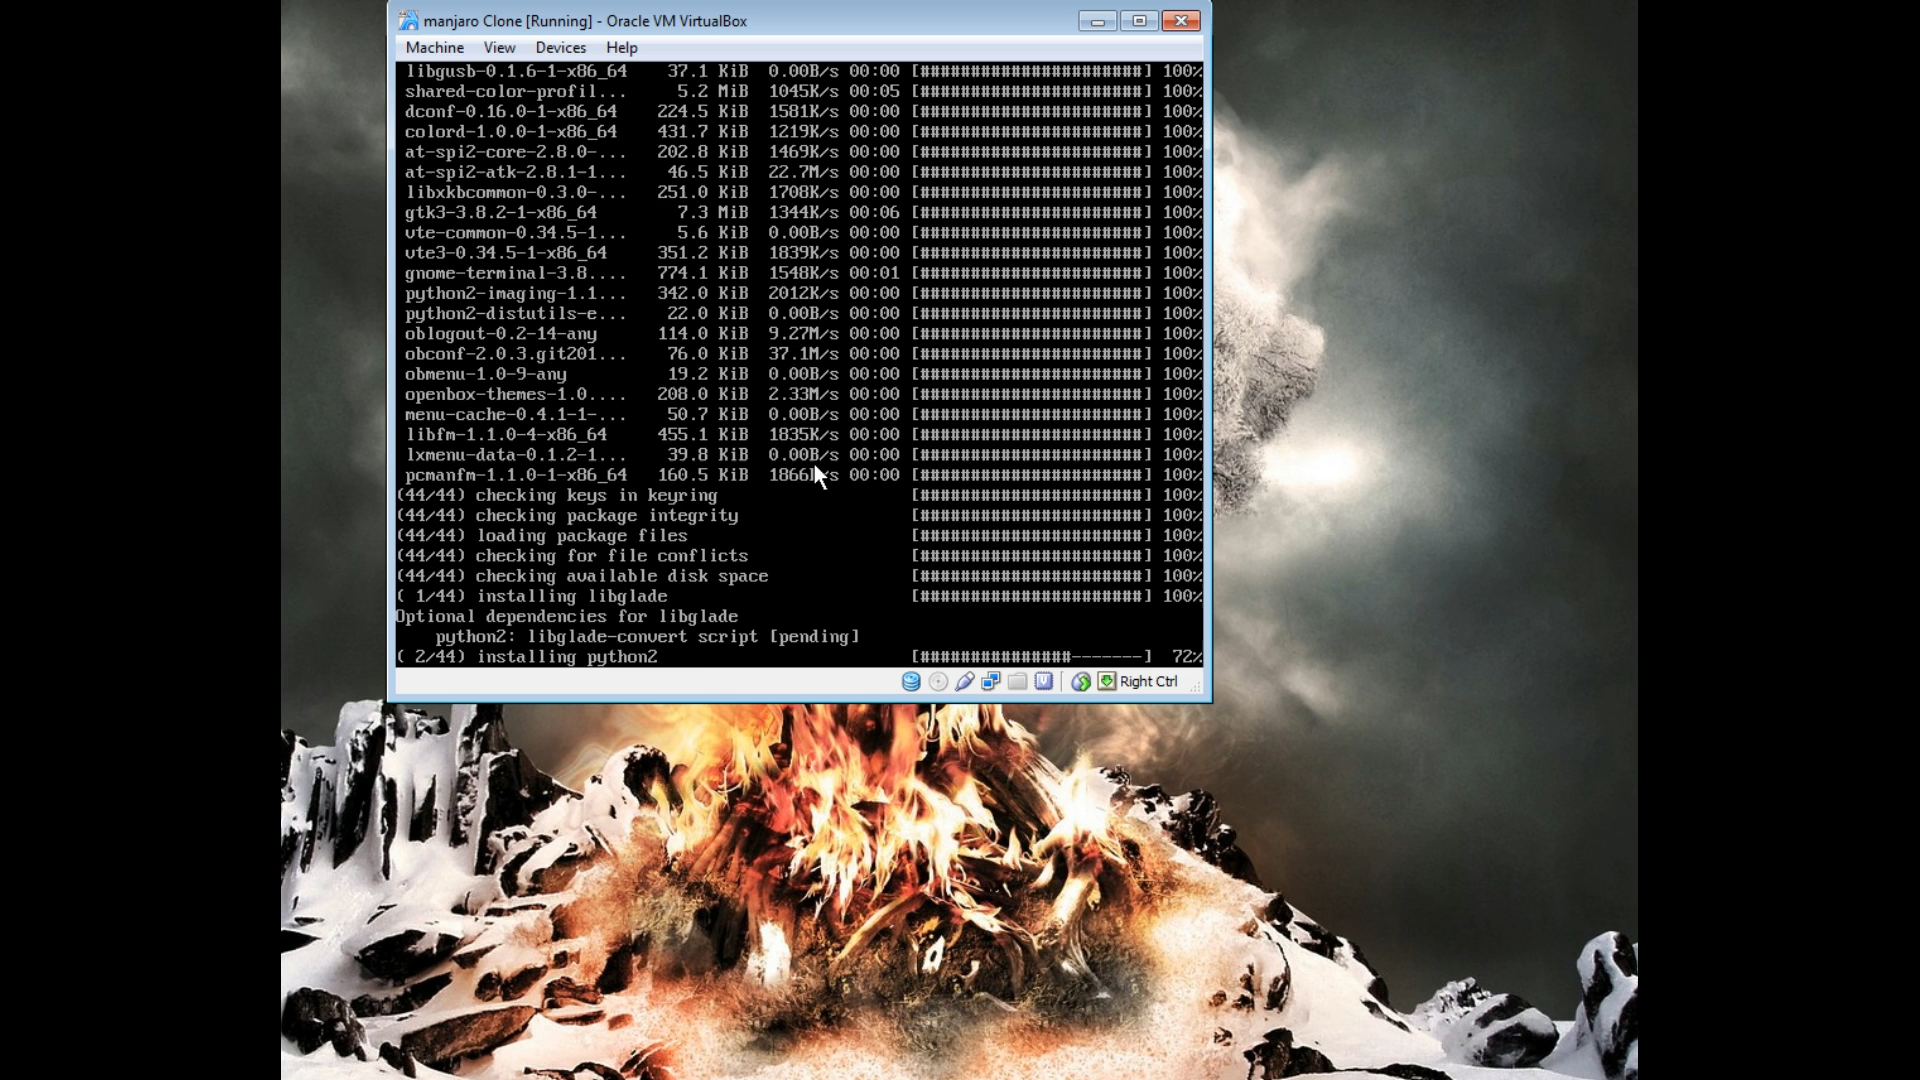 manjaro Clone [Running] - Oracle VM VirtualBox
Machine View Devices Help
libgusb-0.1.6-1-x86_64 37.1 KiB 0.00B/s 00:00 [######################] 100%
shared-color-profil... 5.2 MiB 1045K/s 00:05 [######################] 100%
dconf-0.16.0-1-x86_64 224.5 KiB 1581K/s 00:00 [######################] 100%
colord-1.0.0-1-x86_64 431.7 KiB 1219K/s 00:00 [######################] 100%
at-spi2-core-2.8.0-... 202.8 KiB 1469K/s 00:00 [######################] 100%
at-spi2-atk-2.8.1-1... 46.5 KiB 22.7M/s 00:00 [######################] 100%
libxkbcommon-0.3.0-... 251.0 KiB 1708K/s 00:00 [######################] 100%
gtk3-3.8.2-1-x86_64 7.3 MiB 1344K/s 00:06 [######################] 100%
vte-common-0.34.5-1... 5.6 KiB 0.00B/s 00:00 [######################] 100%
vte3-0.34.5-1-x86_64 351.2 KiB 1839K/s 00:00 [######################] 100%
gnome-terminal-3.8.... 774.1 KiB 1548K/s 00:01 [######################] 100%
python2-imaging-1.1... 342.0 KiB 2012K/s 00:00 [######################] 100%
python2-distutils-e... 22.0 KiB 0.00B/s 00:00 [######################] 100%
oblogout-0.2-14-any 114.0 KiB 9.27M/s 00:00 [######################] 100%
obconf-2.0.3.git201... 76.0 KiB 37.1M/s 00:00 [######################] 100%
obmenu-1.0-9-any 19.2 KiB 0.00B/s 00:00 [######################] 100%
openbox-themes-1.0.... 208.0 KiB 2.33M/s 00:00 [######################] 100%
menu-cache-0.4.1-1-... 50.7 KiB 0.00B/s 00:00 [######################] 100%
libfm-1.1.0-4-x86_64 455.1 KiB 1835K/s 00:00 [######################] 100%
lxmenu-data-0.1.2-1... 39.8 KiB 0.00B/s 00:00 [######################] 100%
pcmanfm-1.1.0-1-x86_64 160.5 KiB 1866K/s 00:00 [######################] 100%
(44/44) checking keys in keyring [######################] 100%
(44/44) checking package integrity [######################] 100%
(44/44) loading package files [######################] 100%
(44/44) checking for file conflicts [######################] 100%
(44/44) checking available disk space [######################] 100%
( 1/44) installing libglade [######################] 100%
Optional dependencies for libglade
python2: libglade-convert script [pending]
( 2/44) installing python2 [###############-------] 72%
Right Ctrl